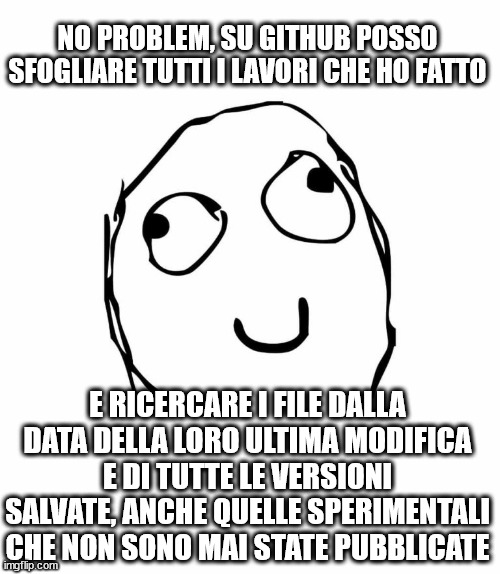 NO PROBLEM, SU GITHUB POSSO
SFOGLIARE TUTTI I LAVORI CHE HO FATTO
E RICERCARE I FILE DALLA
DATA DELLA LORO ULTIMA MODIFICA
E DI TUTTE LE VERSIONI
SALVATE, ANCHE QUELLE SPERIMENTALI
CHE NON SONO MAI STATE PUBBLICATE
imgflip.com